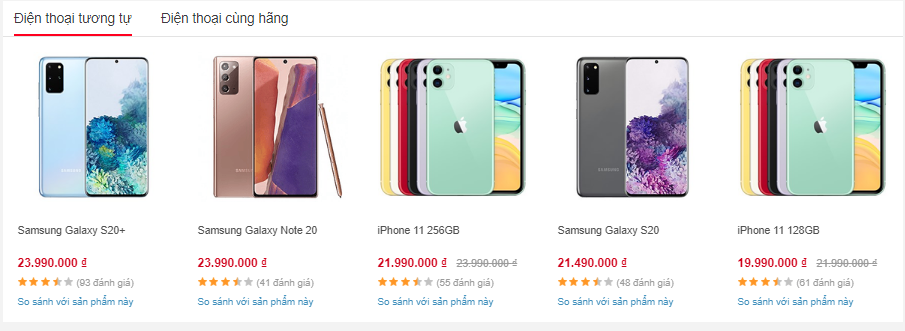 Điện thoại tương tự Điện thoại cùng hãng
Samsung Galaxy S20+
23.990.000 ₫
(93 đánh giá)
So sánh với sản phẩm này
Samsung Galaxy Note 20
23.990.000 ₫
(41 đánh giá)
So sánh với sản phẩm này
iPhone 11 256GB
21.990.000 ₫ 23.990.000 ₫
(55 đánh giá)
So sánh với sản phẩm này
Samsung Galaxy S20
21.490.000 ₫
(48 đánh giá)
So sánh với sản phẩm này
iPhone 11 128GB
19.990.000 ₫ 21.990.000 ₫
(61 đánh giá)
So sánh với sản phẩm này